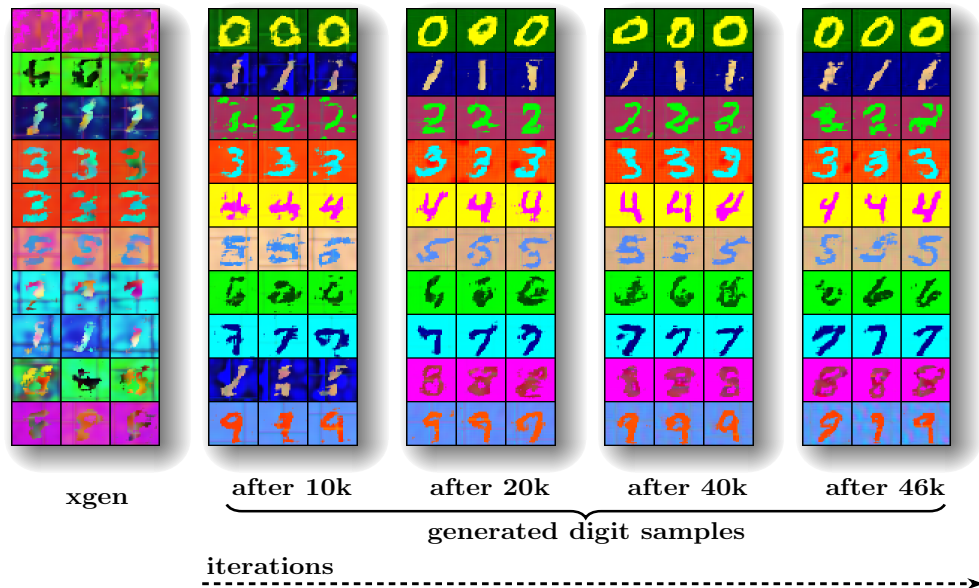 xgen
after 10k
after 20k
after 40k
after 46k
generated digit samples
iterations